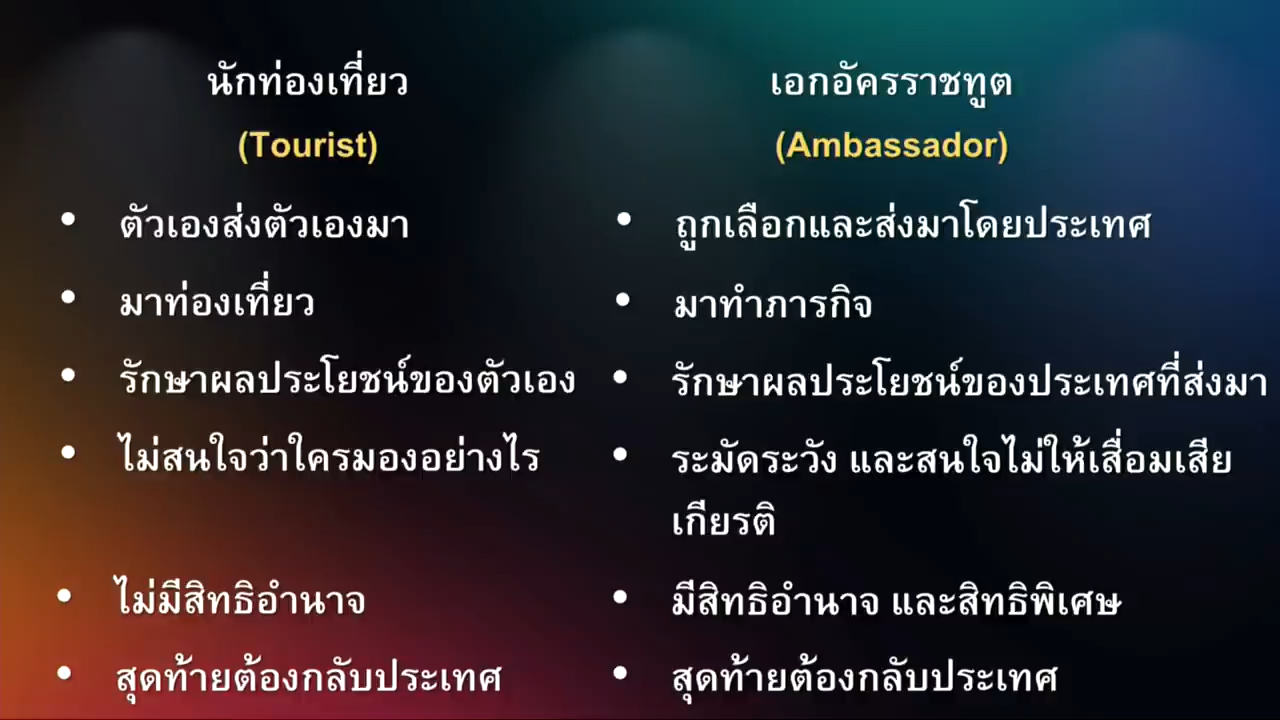 นักท่องเที่ยว
(Tourist)
• ตัวเองส่งตัวเองมา
• มาท่องเที่ยว
• รักษาผลประโยชน์ของตัวเอง
• ไม่สนใจว่าใครมองอย่างไร
• ไม่มีสิทธิอำนาจ
• สุดท้ายต้องกลับประเทศ
เอกอัครราชทูต
(Ambassador)
• ถูกเลือกและส่งมาโดยประเทศ
• มาทำภารกิจ
• รักษาผลประโยชน์ของประเทศที่ส่งมา
• ระมัดระวัง และสนใจไม่ให้เสื่อมเสีย
เกียรติ
• มีสิทธิอำนาจ และสิทธิพิเศษ
• สุดท้ายต้องกลับประเทศ